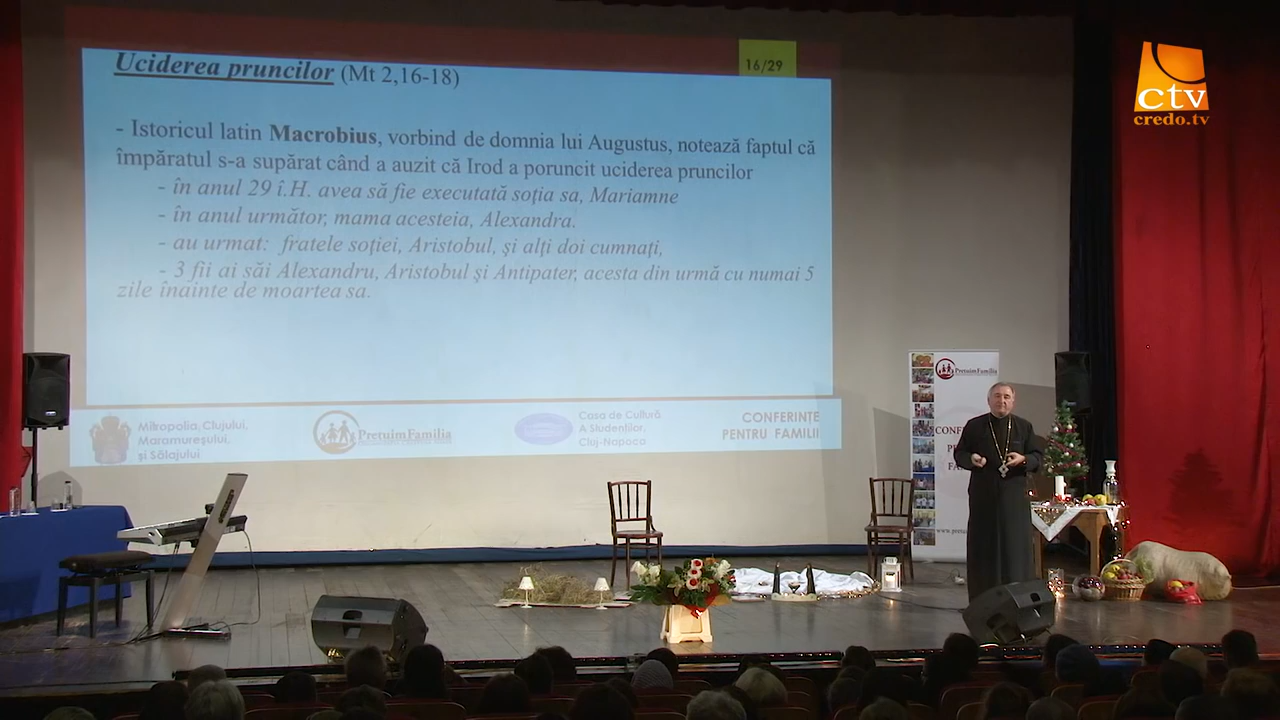 Uciderea pruncilor (Mt 2,16-18)
16/29
- Istoricul latin Macrobius, vorbind de domnia lui Augustus, notează faptul că
împăratul s-a supărat când a auzit că Irod a poruncit uciderea pruncilor
- în anul 29 î.H. avea să fie executată soția sa, Mariamne
- în anul următor, mama acesteia, Alexandra.
- au urmat: fratele soției, Aristobul, și alți doi cumnați,
- 3 fii ai săi Alexandru, Aristobul și Antipater, acesta din urmă cu numai 5
zile înainte de moartea sa.
Mitropolia, Clujului,
Maramureșului,
și Sălajului
PretuimFamilia
Casa de Cultură
A Studenților,
Cluj-Napoca
CONFERINȚE
PENTRU FAMILII
ctv
credo.tv
PretuimFamilia